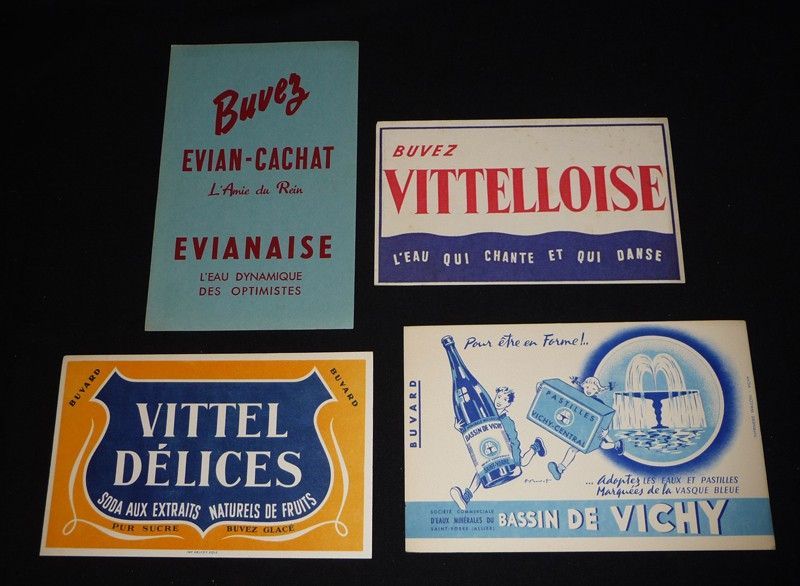 Buvez
EVIAN-CACHAT
L'Amie du Rein
EVIANAISE
L'EAU DYNAMIQUE
DES OPTIMISTES
BUVEZ
VITTELLOISE
L'EAU QUI CHANTE ET QUI DANSE
BUVARD
BUVARD
VITTEL
DÉLICES
SODA AUX EXTRAITS NATURELS DE FRUITS
PUR SUCRE BUVEZ GLACÉ
BUVARD
Pour être en Forme!..
BASSIN DE VICHY
PASTILLES
VICHY-CENTRAL
... Adoptez LES EAUX ET PASTILLES
Marquées de la VASQUE BLEUE
SOCIÉTÉ COMMERCIALE
D'EAUX MINÉRALES DU
SAINT-YORRE (ALLIER)
BASSIN DE VICHY